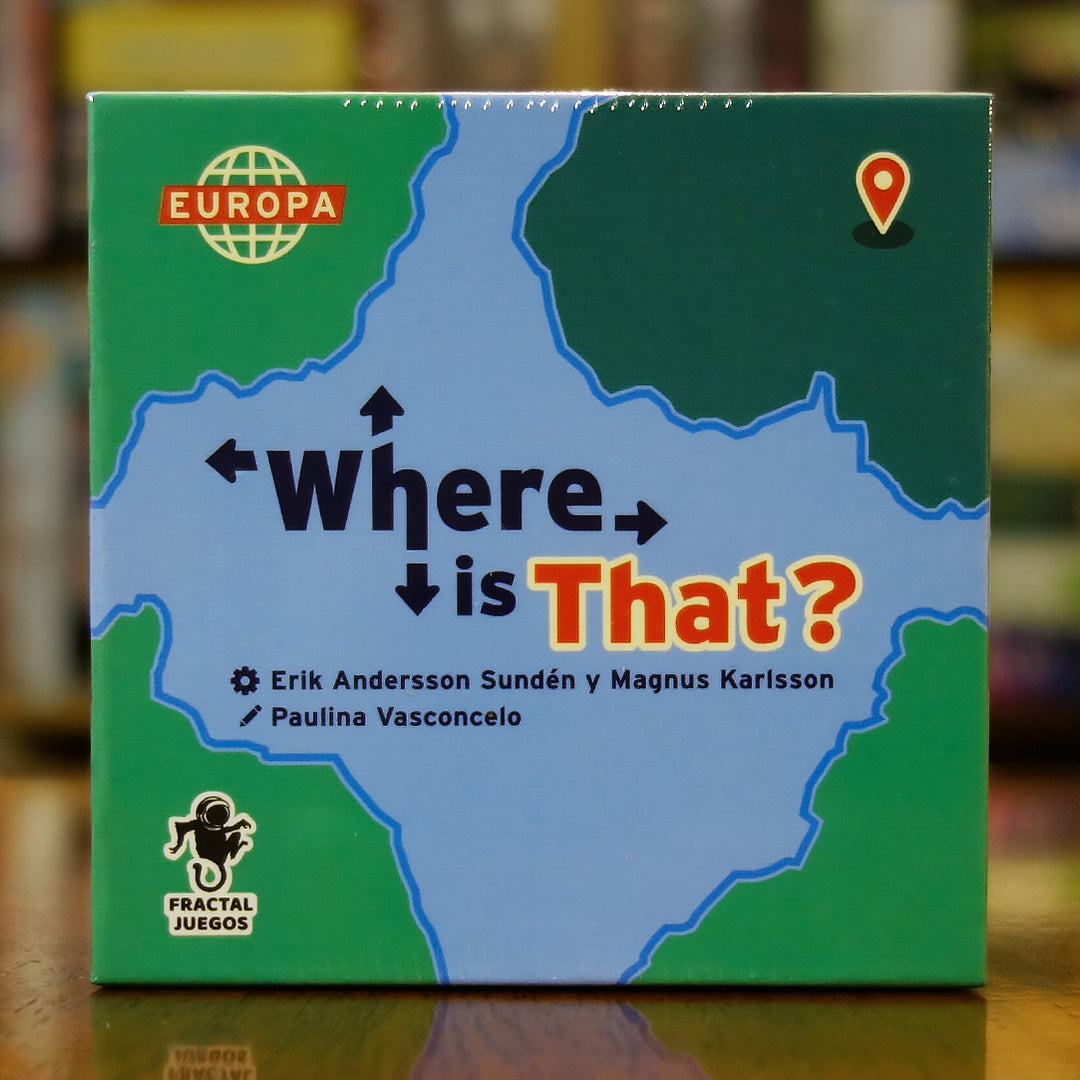 EUROPA
Where
is That?
Erik Andersson Sundén y Magnus Karlsson
Paulina Vasconcelo
FRACTAL
JUEGOS